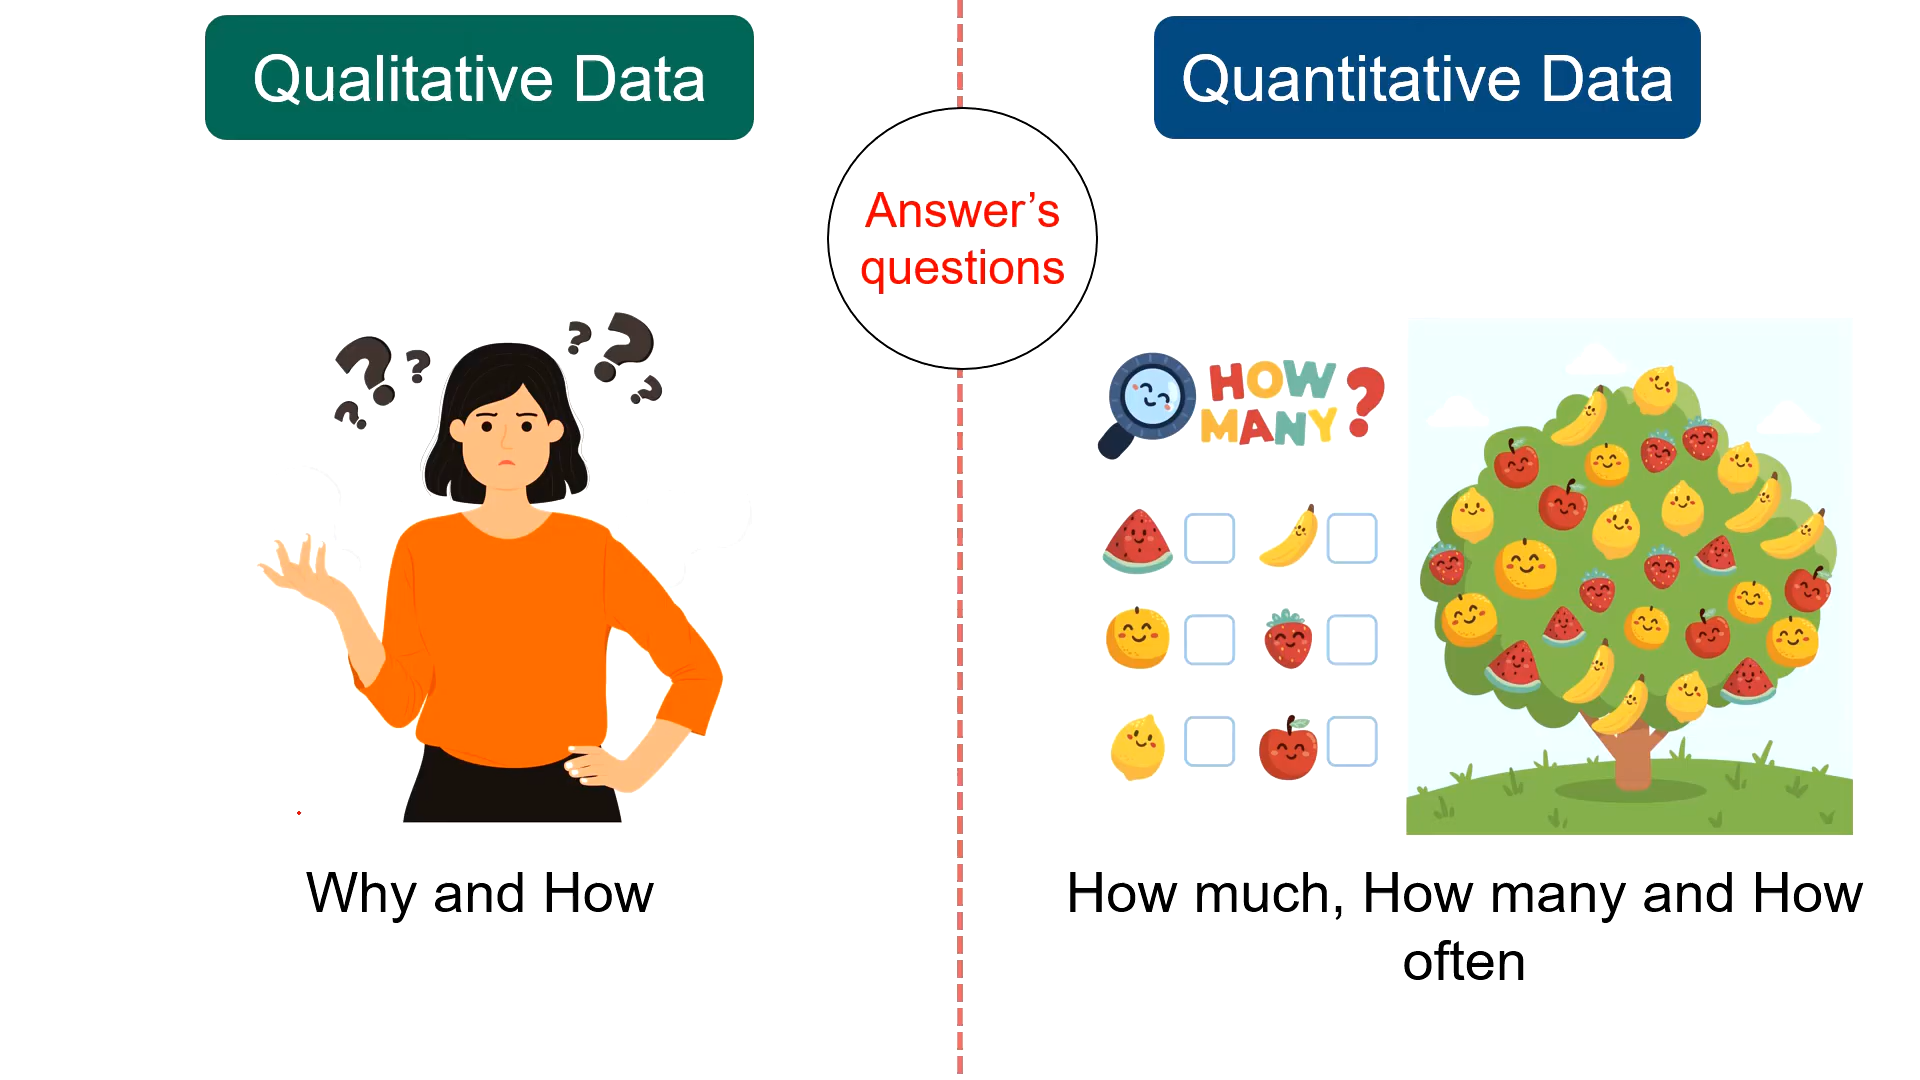 Qualitative Data
Quantitative Data
Answer’s
questions
HOW
MANY?
Why and How
How much, How many and How
often